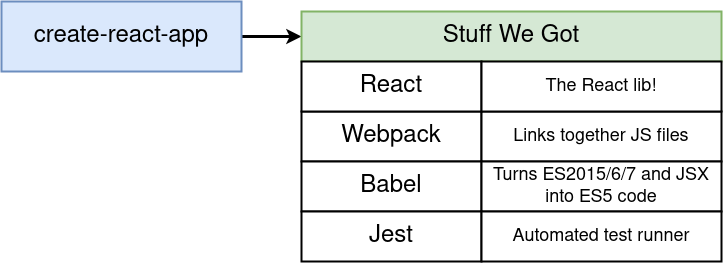 create-react-app
Stuff We Got
React
The React lib!
Webpack
Links together JS files
Babel
Turns ES2015/6/7 and JSX
into ES5 code
Jest
Automated test runner